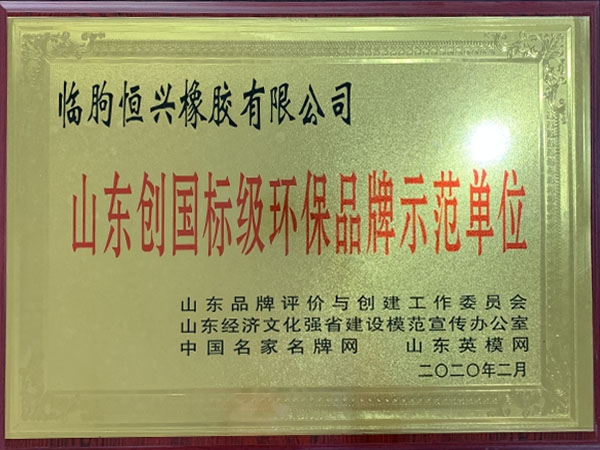 临朐恒兴橡胶有限公司
山东创国标级环保品牌示范单位
山东品牌评价与创建工作委员会
山东经济文化强省建设模范宣传办公室
中国名家名牌网 山东英模网
二〇二〇年二月